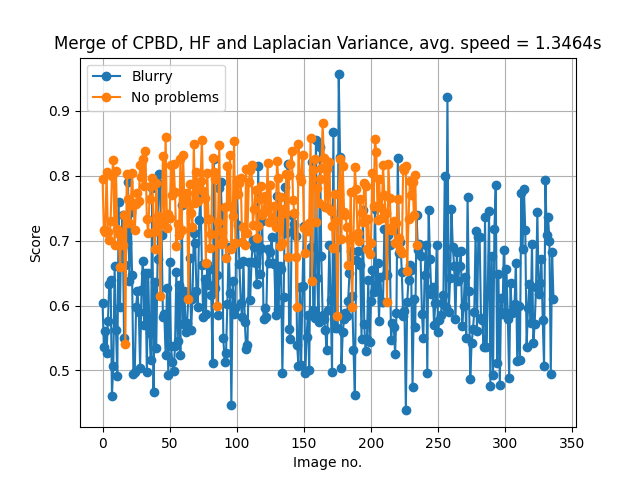 Merge of CPBD, HF and Laplacian Variance, avg. speed = 1.3464s
Blurry
No problems
0.9
0.8
0.7
0.6
0.5
Score
0 50 100 150 200 250 300 350
Image no.